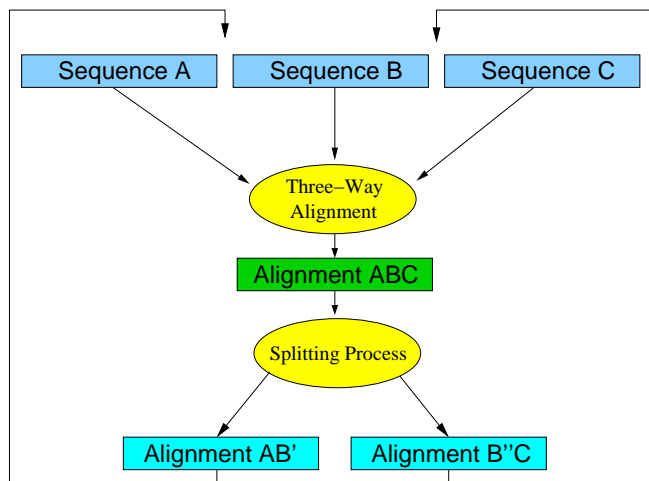 Sequence A
Sequence B
Sequence C
Three−Way
Alignment
Alignment ABC
Splitting Process
Alignment AB'
Alignment B''C